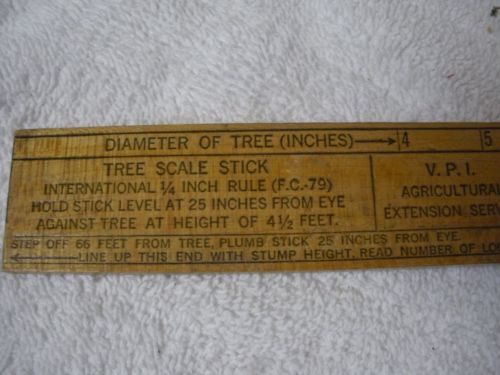 DIAMETER OF TREE (INCHES) → 4 5
TREE SCALE STICK
INTERNATIONAL ¼ INCH RULE (F.C.-79)
HOLD STICK LEVEL AT 25 INCHES FROM EYE
AGAINST TREE AT HEIGHT OF 4½ FEET.
V. P. I.
AGRICULTURAL
EXTENSION SERV
STEP OFF 66 FEET FROM TREE, PLUMB STICK 25 INCHES FROM EYE.
← LINE UP THIS END WITH STUMP HEIGHT, READ NUMBER OF LO